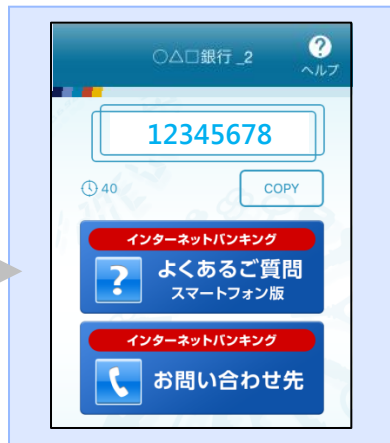 ○△□銀行_2
ヘルプ
12345678
40
COPY
インターネットバンキング
よくあるご質問
スマートフォン版
インターネットバンキング
お問い合わせ先